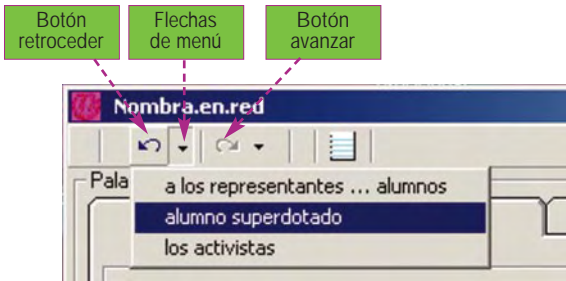 Botón
retroceder
Flechas
de menú
Botón
avanzar
Nombra.en.red
Pala
a los representantes ... alumnos
alumno superdotado
los activistas